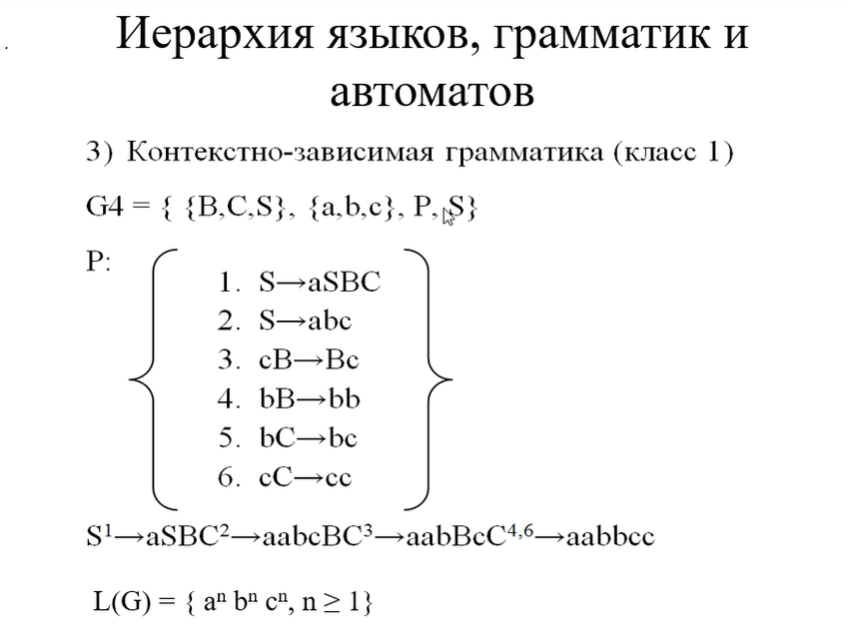 Иерархия языков, грамматик и
автоматов
3) Контекстно-зависимая грамматика (класс 1)
G4 = { {B,C,S}, {a,b,c}, P, S}
P:
1. S→aSBC
2. S→abc
3. cB→Bc
4. bB→bb
5. bC→bc
6. cC→cc
S¹→aSBC²→aabcBC³→aabBcC⁴,⁶→aabbcc
L(G) = { aⁿ bⁿ cⁿ, n ≥ 1}